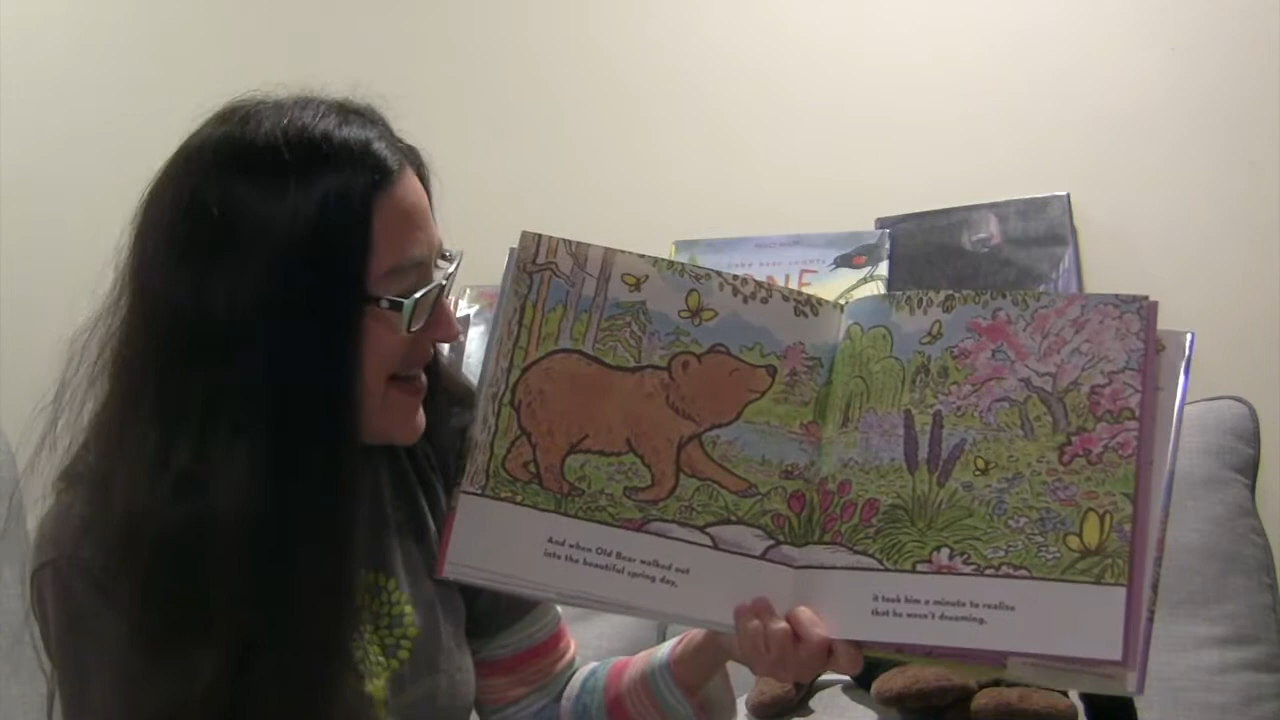 ONE
And when Old Bear walked out
into the beautiful spring day,
it took him a minute to realize
that he wasn't dreaming.